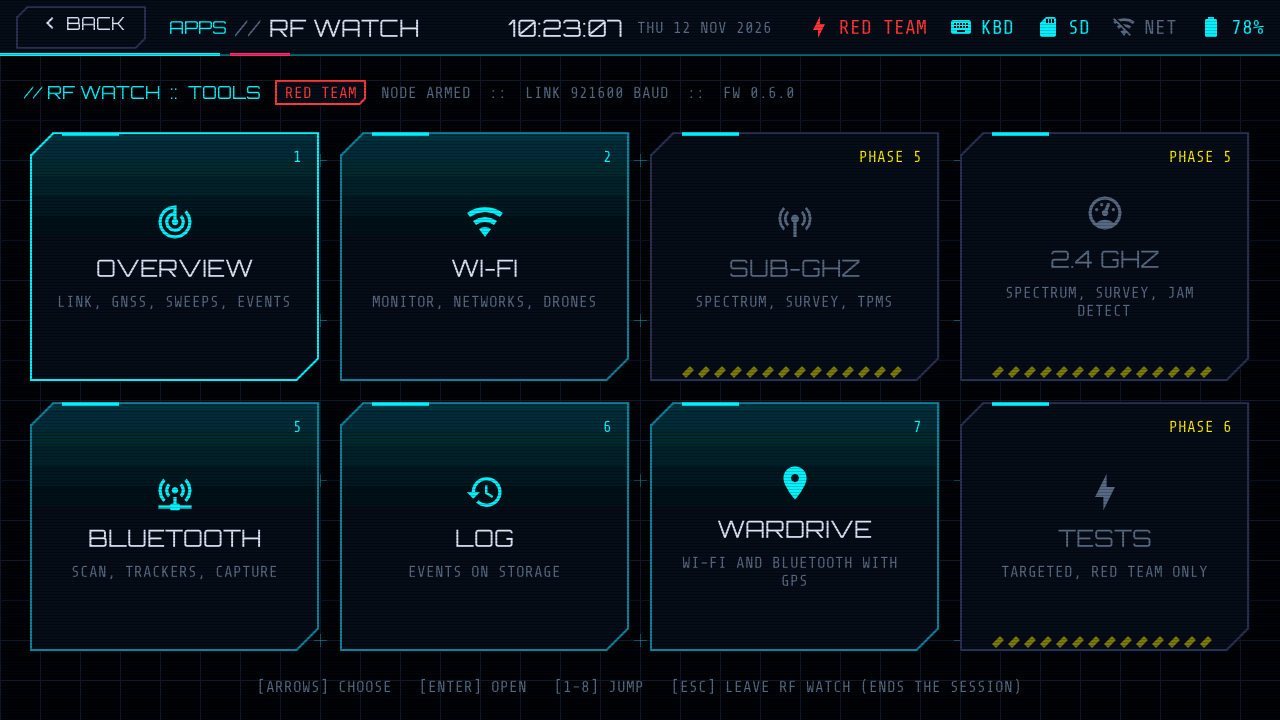 BACK
APPS // RF WATCH
10:23:07
THU 12 NOV 2026
RED TEAM
KBD
SD
NET
78%
// RF WATCH :: TOOLS
RED TEAM
NODE ARMED :: LINK 921600 BAUD :: FW 0.6.0
1
OVERVIEW
LINK, GNSS, SWEEPS, EVENTS
2
WI-FI
MONITOR, NETWORKS, DRONES
PHASE 5
SUB-GHZ
SPECTRUM, SURVEY, TPMS
PHASE 5
2.4 GHZ
SPECTRUM, SURVEY, JAM
DETECT
5
BLUETOOTH
SCAN, TRACKERS, CAPTURE
6
LOG
EVENTS ON STORAGE
7
WARDRIVE
WI-FI AND BLUETOOTH WITH
GPS
PHASE 6
TESTS
TARGETED, RED TEAM ONLY
[ARROWS] CHOOSE [ENTER] OPEN [1-8] JUMP [ESC] LEAVE RF WATCH (ENDS THE SESSION)